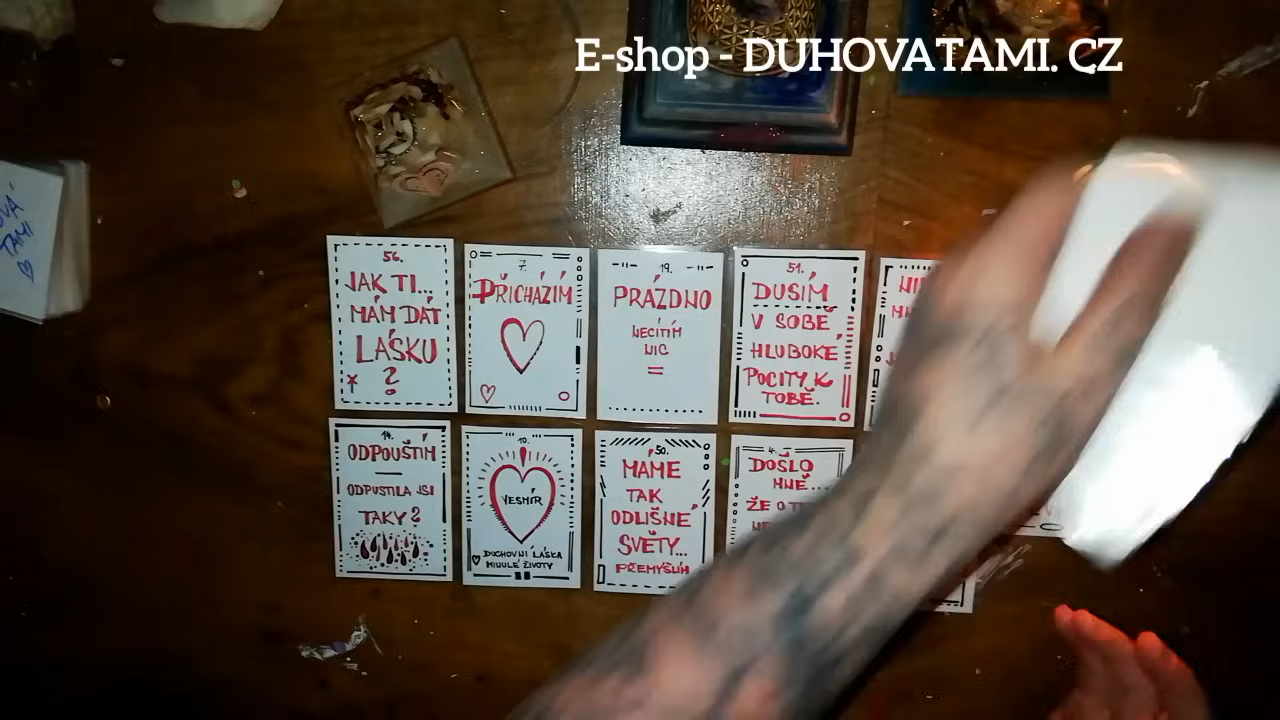 E-shop - DUHOVATAMI. CZ
TAMI
56.
JAK TI...
MÁM DÁT
LÁSKU
?
7.
PŘICHÁZÍM
19.
PRÁZDNO
NECÍTÍM
NIC
=
51.
DUSÍM
V SOBĚ
HLUBOKÉ
POCITY K
TOBĚ.
14.
ODPOUŠTÍM
ODPUSTILA JSI
TAKY?
10.
VESMÍR
DUCHOVNÍ LÁSKA
MINULÉ ŽIVOTY
50.
MÁME
TAK
ODLIŠNÉ
SVĚTY...
PŘEMÝŠLÍM
4.
DOŠLO
MNĚ...
ŽE O